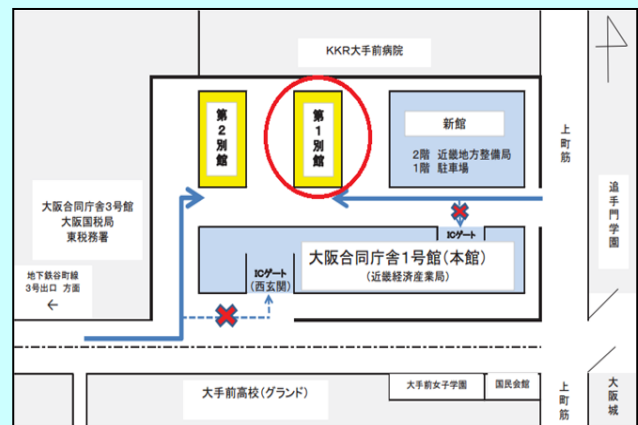 KKR大手前病院
第２別館
第１別館
新館
2階 近畿地方整備局
1階 駐車場
上町筋
追手門学園
大阪合同庁舎3号館
大阪国税局
東税務署
ICゲート
大阪合同庁舎1号館(本館)
(近畿経済産業局)
地下鉄谷町線
3号出口 方面
←
ICゲート
(西玄関)
大手前高校(グランド)
大手前女子学園
国民会館
上町筋
大阪城